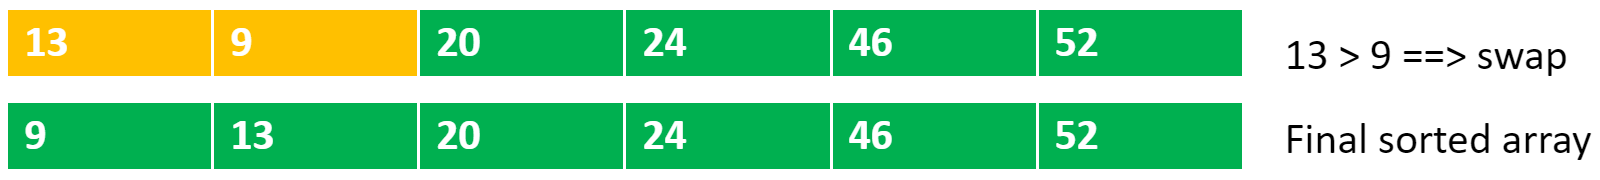 13 9 20 24 46 52 13 > 9 ==> swap
9 13 20 24 46 52 Final sorted array